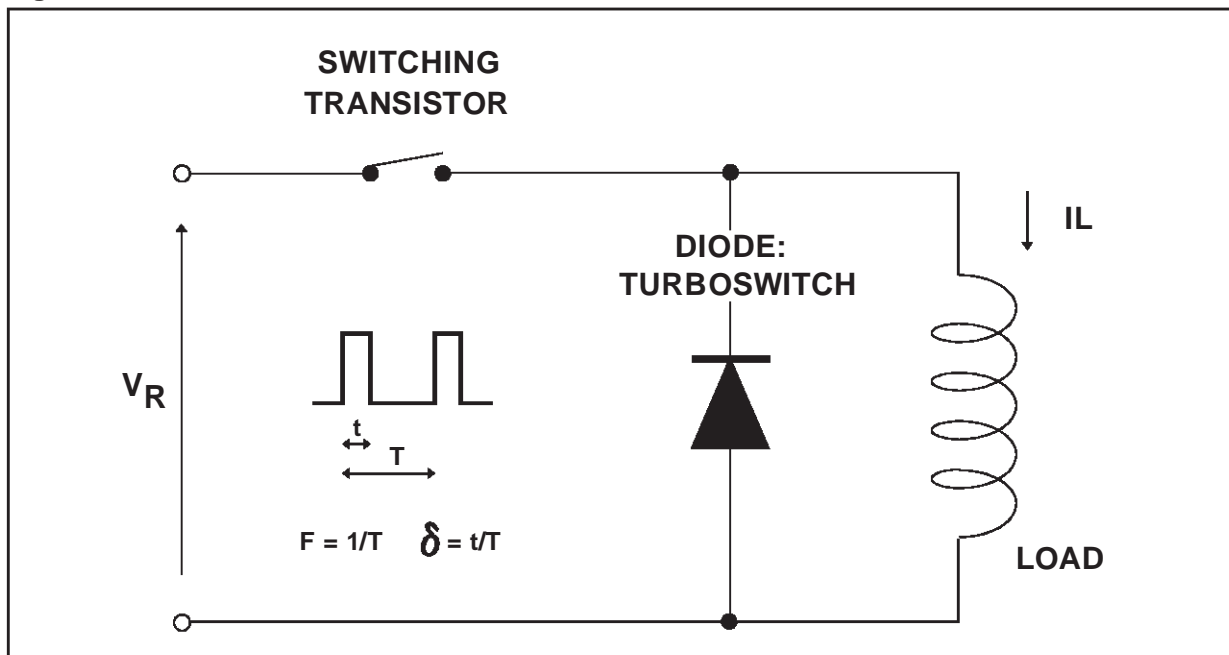 SWITCHING
TRANSISTOR
IL
DIODE:
TURBOSWITCH
VR
t
T
F = 1/T δ = t/T
LOAD